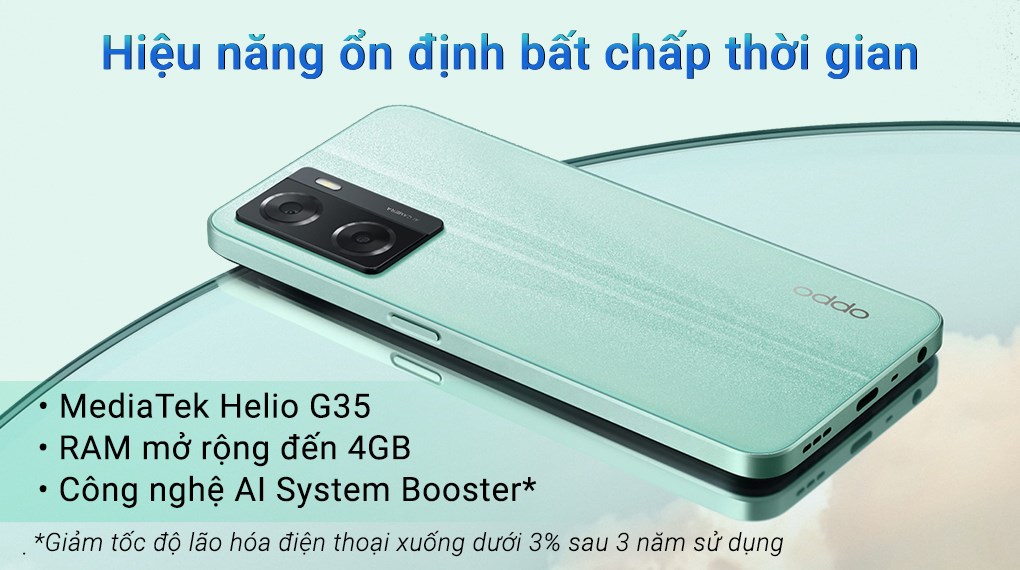 Hiệu năng ổn định bất chấp thời gian
oppo
• MediaTek Helio G35
• RAM mở rộng đến 4GB
• Công nghệ AI System Booster*
*Giảm tốc độ lão hóa điện thoại xuống dưới 3% sau 3 năm sử dụng